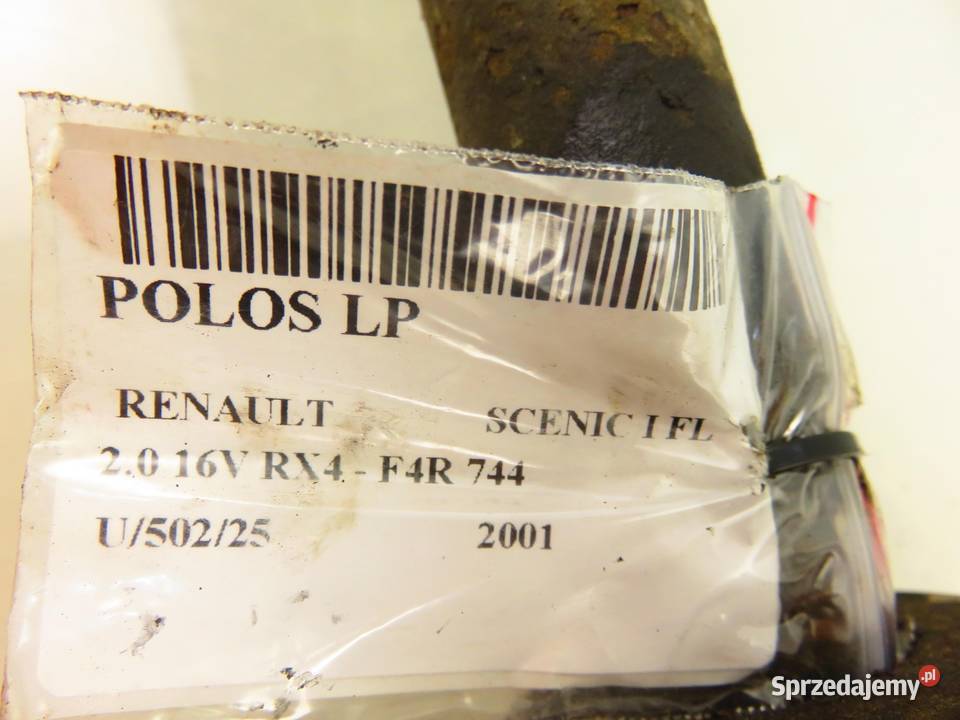 POLOS LP
RENAULT SCENIC I FL
2.0 16V RX4 - F4R 744
U/502/25 2001
Sprzedajemy.pl